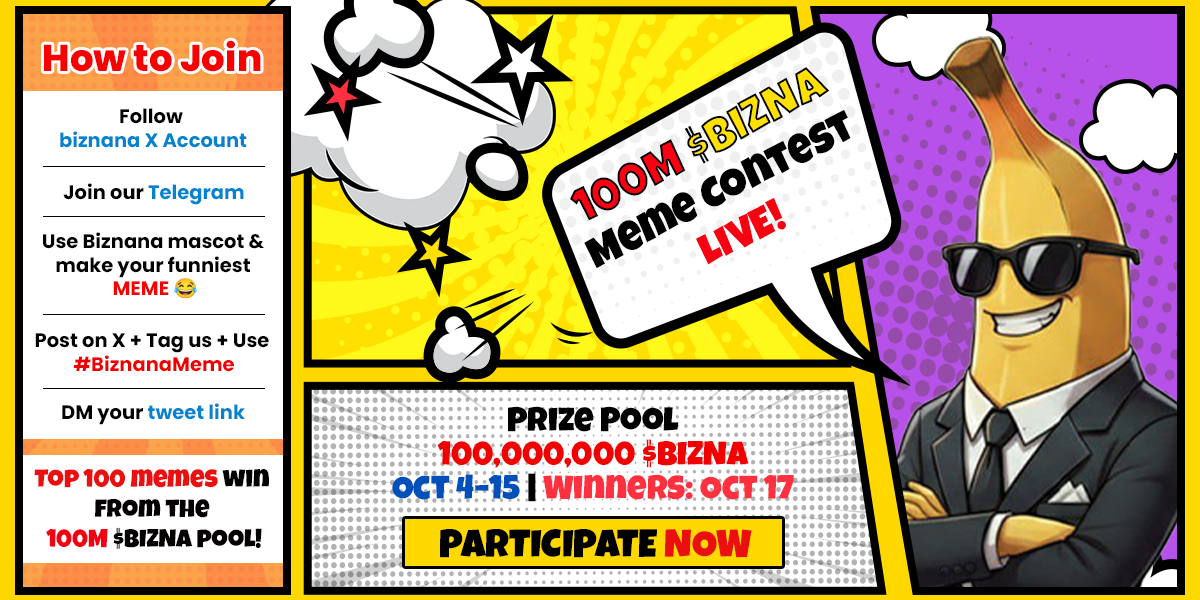 How to Join
Follow
biznana X Account
Join our Telegram
Use Biznana mascot &
make your funniest
MEME 😂
Post on X + Tag us + Use
#BiznanaMeme
DM your tweet link
TOP 100 memes win
from the
100M $BIZNA POOL!
100M $BIZNA
Meme Contest
LIVE!
PRIZE POOL
100,000,000 $BIZNA
OCT 4-15 | Winners: OCT 17
PARTICIPATE NOW